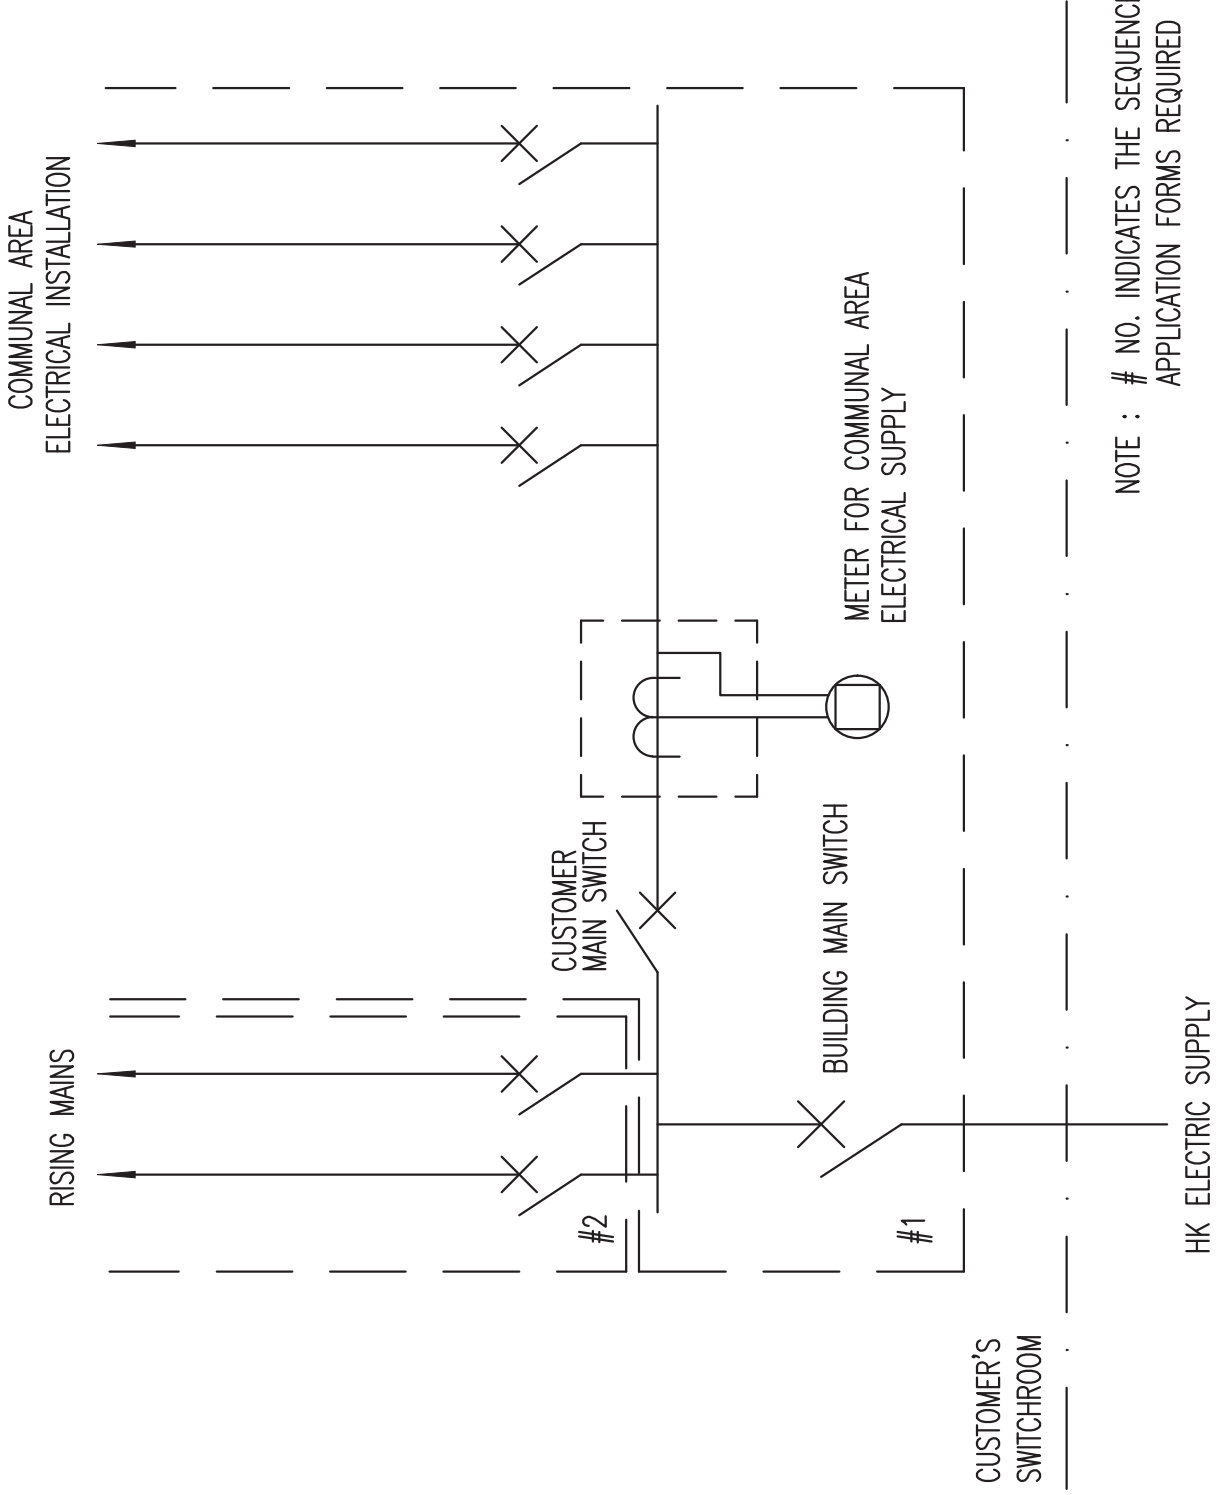 COMMUNAL AREA
ELECTRICAL INSTALLATION
RISING MAINS
CUSTOMER
MAIN SWITCH
#2
METER FOR COMMUNAL AREA
ELECTRICAL SUPPLY
BUILDING MAIN SWITCH
#1
CUSTOMER'S
SWITCHROOM
HK ELECTRIC SUPPLY
NOTE : # NO. INDICATES THE SEQUENCE
APPLICATION FORMS REQUIRED